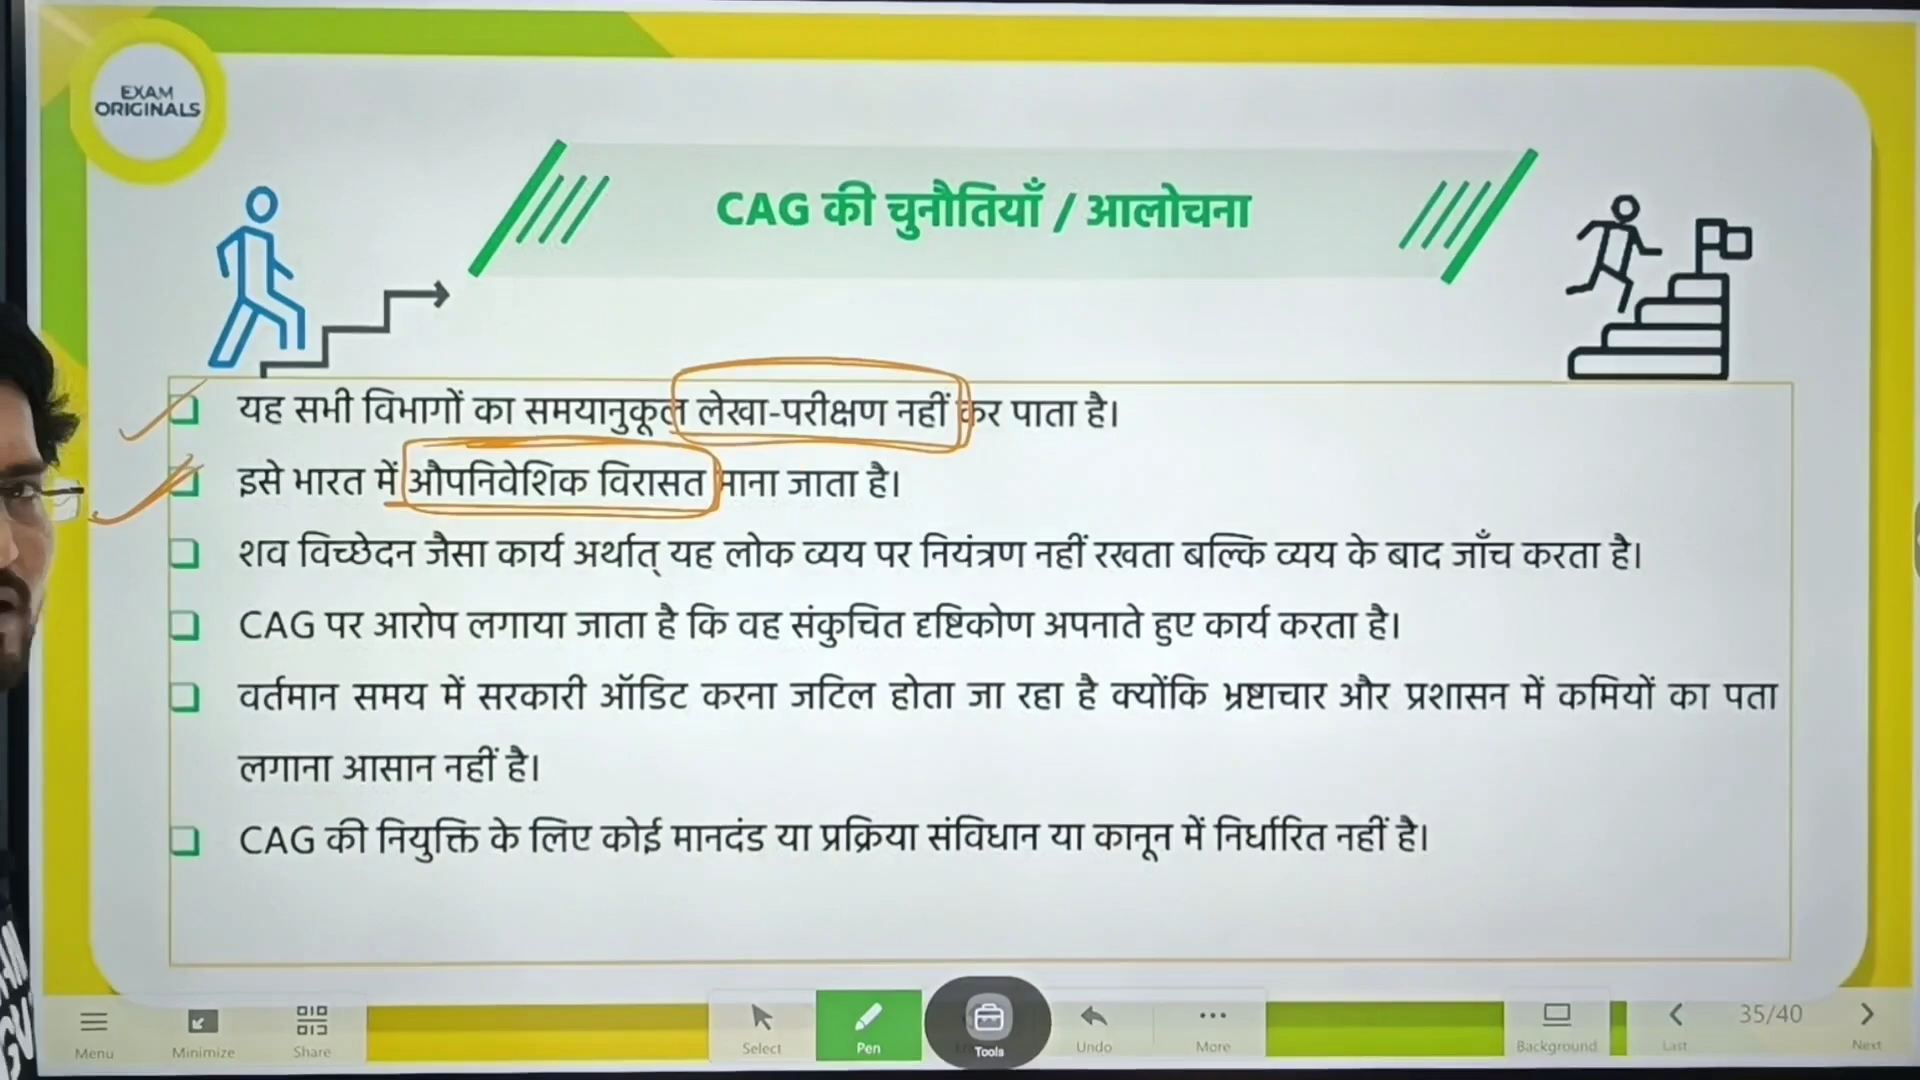 EXAM
ORIGINALS
CAG की चुनौतियाँ / आलोचना
यह सभी विभागों का समयानुकूल लेखा-परीक्षण नहीं कर पाता है।
इसे भारत में औपनिवेशिक विरासत माना जाता है।
शव विच्छेदन जैसा कार्य अर्थात् यह लोक व्यय पर नियंत्रण नहीं रखता बल्कि व्यय के बाद जाँच करता है।
CAG पर आरोप लगाया जाता है कि वह संकुचित दृष्टिकोण अपनाते हुए कार्य करता है।
वर्तमान समय में सरकारी ऑडिट करना जटिल होता जा रहा है क्योंकि भ्रष्टाचार और प्रशासन में कमियों का पता
लगाना आसान नहीं है।
CAG की नियुक्ति के लिए कोई मानदंड या प्रक्रिया संविधान या कानून में निर्धारित नहीं है।
Menu Minimize Share Select Pen Tools Undo More Background Last 35/40 Next